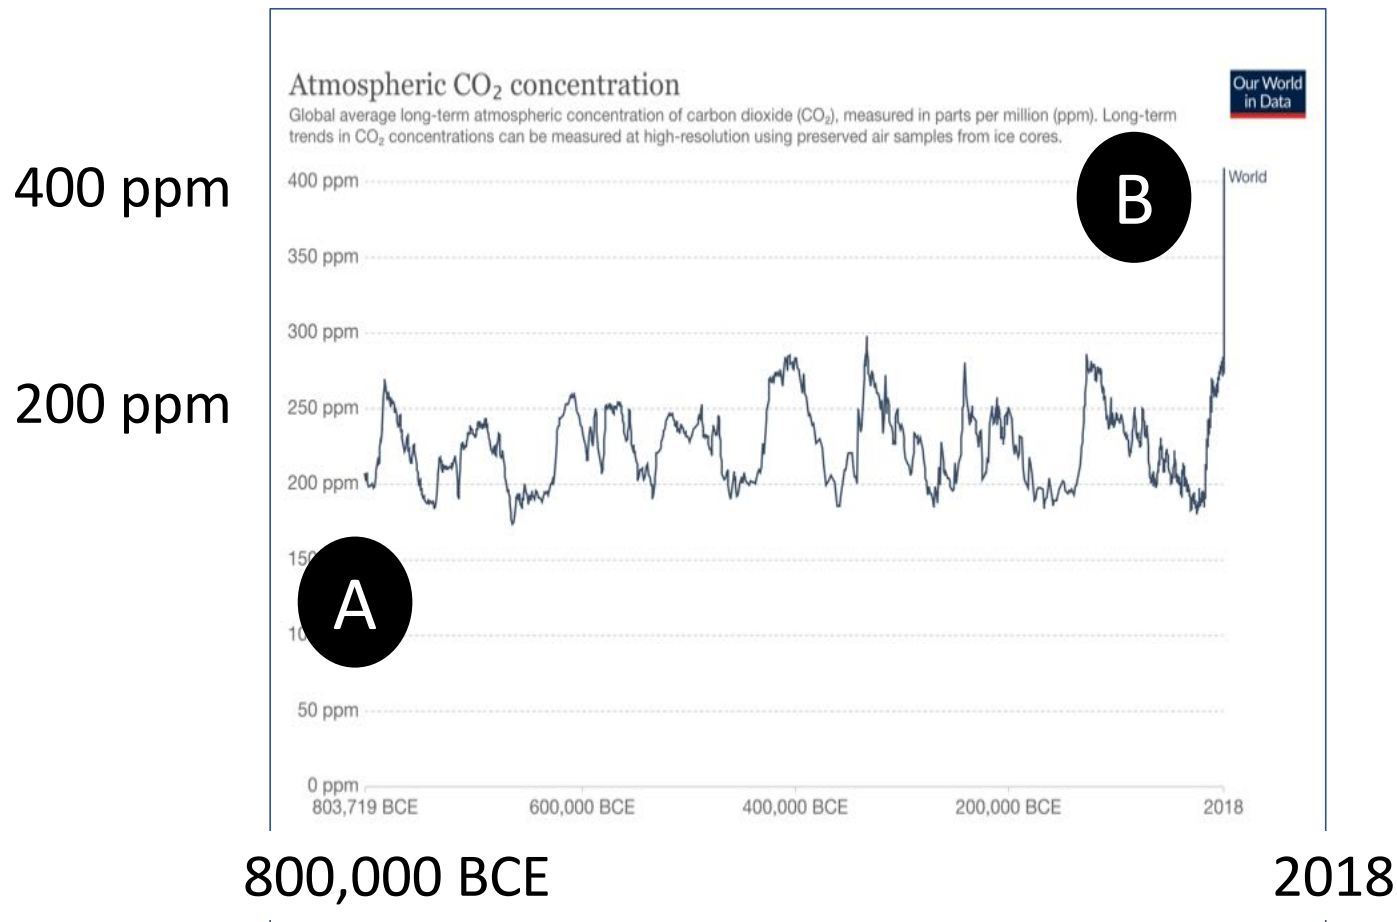 Atmospheric CO₂ concentration
Our World
in Data
Global average long-term atmospheric concentration of carbon dioxide (CO₂), measured in parts per million (ppm). Long-term
trends in CO₂ concentrations can be measured at high-resolution using preserved air samples from ice cores.
400 ppm
400 ppm
B
World
350 ppm
300 ppm
200 ppm
250 ppm
200 ppm
A
50 ppm
0 ppm
803,719 BCE
600,000 BCE
400,000 BCE
200,000 BCE
2018
800,000 BCE
2018